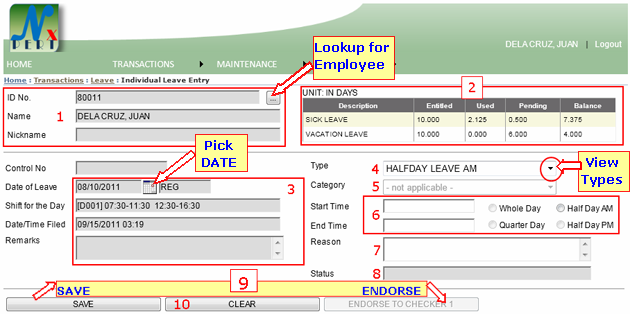 Nx
PERT
DELA CRUZ, JUAN | Logout
HOME TRANSACTIONS MAINTENANCE
Lookup for
Employee
Home : Transactions : Leave : Individual Leave Entry
ID No. 80011 ...
1 Name DELA CRUZ, JUAN
Nickname
2
UNIT: IN DAYS
Description Entitled Used Pending Balance
SICK LEAVE 10.000 2.125 0.500 7.375
VACATION LEAVE 10.000 0.000 6.000 4.000
Pick
DATE
Control No
Date of Leave 08/10/2011 REG 3
Shift for the Day [D001] 07:30-11:30 12:30-16:30
Date/Time Filed 09/15/2011 03:19
Remarks
Type 4 HALFDAY LEAVE AM
View
Types
Category 5 - not applicable -
Start Time Whole Day Half Day AM
6
End Time Quarter Day Half Day PM
Reason 7
Status 8
9
SAVE ENDORSE
SAVE 10 CLEAR ENDORSE TO CHECKER 1